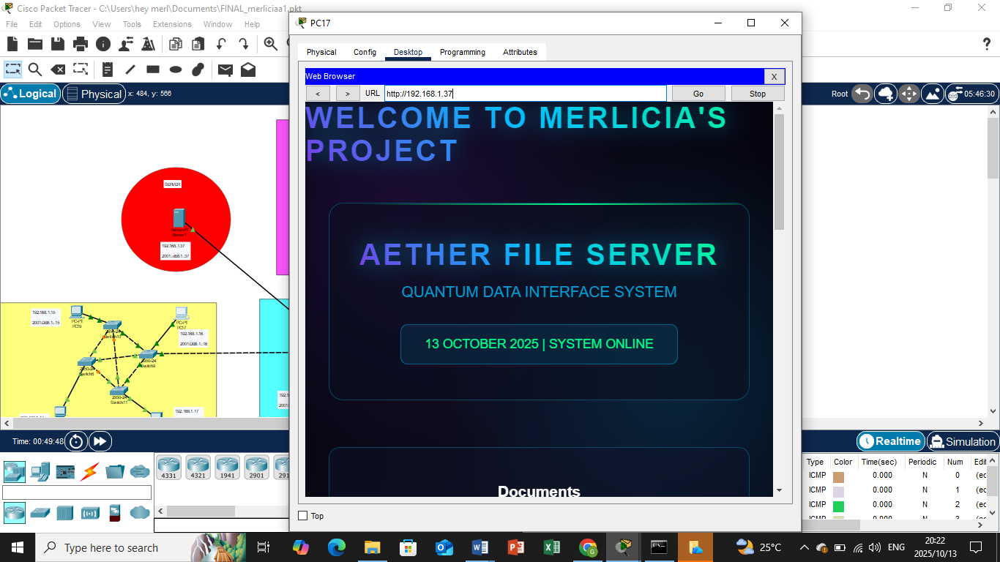 Cisco Packet Tracer - C:\Users\hey merl\Documents\FINAL_merliciaa1.pkt
File Edit Options View Tools Extensions Window Help
Logical Physical x: 484, y: 566
Root 05:46:30
SERVER
Server1
192.168.1.37
2001:db8:1::37
192.168.1.15
2001:DB8:1::15
PC-PT
PC19
2950-24
Switch10
PC-PT
PC17
192.168.1.16
2001:DB8:1::16
2950-24
Switch9
2950-24
Switch8
2950-24
Switch11
192.168.1.17
PC17
Physical Config Desktop Programming Attributes
Web Browser X
< > URL http://192.168.1.37 Go Stop
WELCOME TO MERLICIA'S
PROJECT
AETHER FILE SERVER
QUANTUM DATA INTERFACE SYSTEM
13 OCTOBER 2025 | SYSTEM ONLINE
Documents
Top
Time: 00:49:48
Realtime Simulation
4331 4321 1941 2901
Type Color Time(sec) Periodic Num Edit
ICMP 0.000 N 0 (ec
ICMP 0.000 N 1 (ec
ICMP 0.000 N 2 (ec
Type here to search
25°C
ENG
20:22
2025/10/13